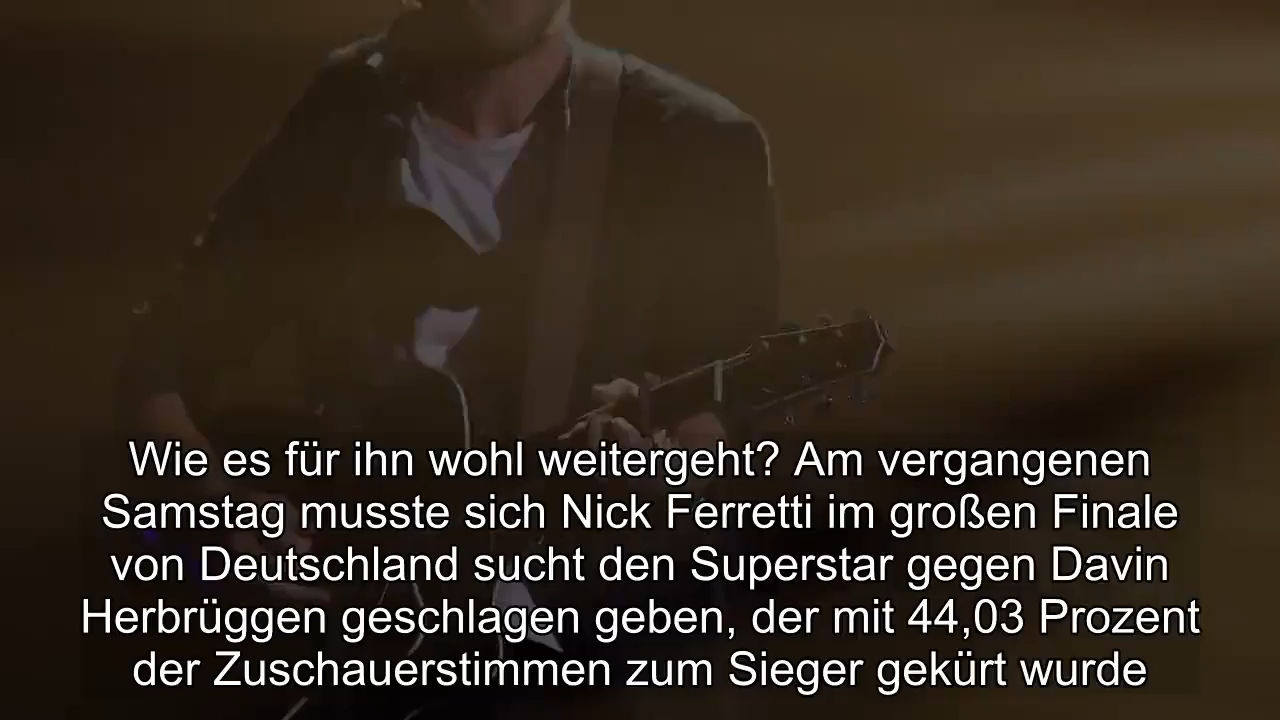 Wie es für ihn wohl weitergeht? Am vergangenen
Samstag musste sich Nick Ferretti im großen Finale
von Deutschland sucht den Superstar gegen Davin
Herbrüggen geschlagen geben, der mit 44,03 Prozent
der Zuschauerstimmen zum Sieger gekürt wurde